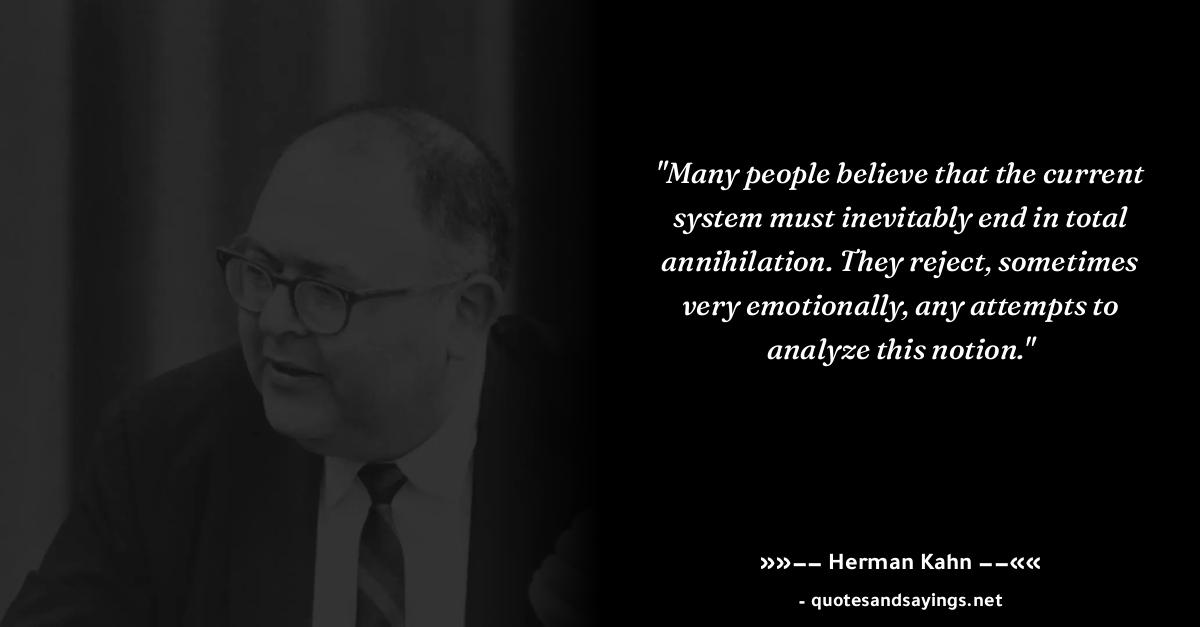 "Many people believe that the current
system must inevitably end in total
annihilation. They reject, sometimes
very emotionally, any attempts to
analyze this notion."
»»−− Herman Kahn −−««
- quotesandsayings.net